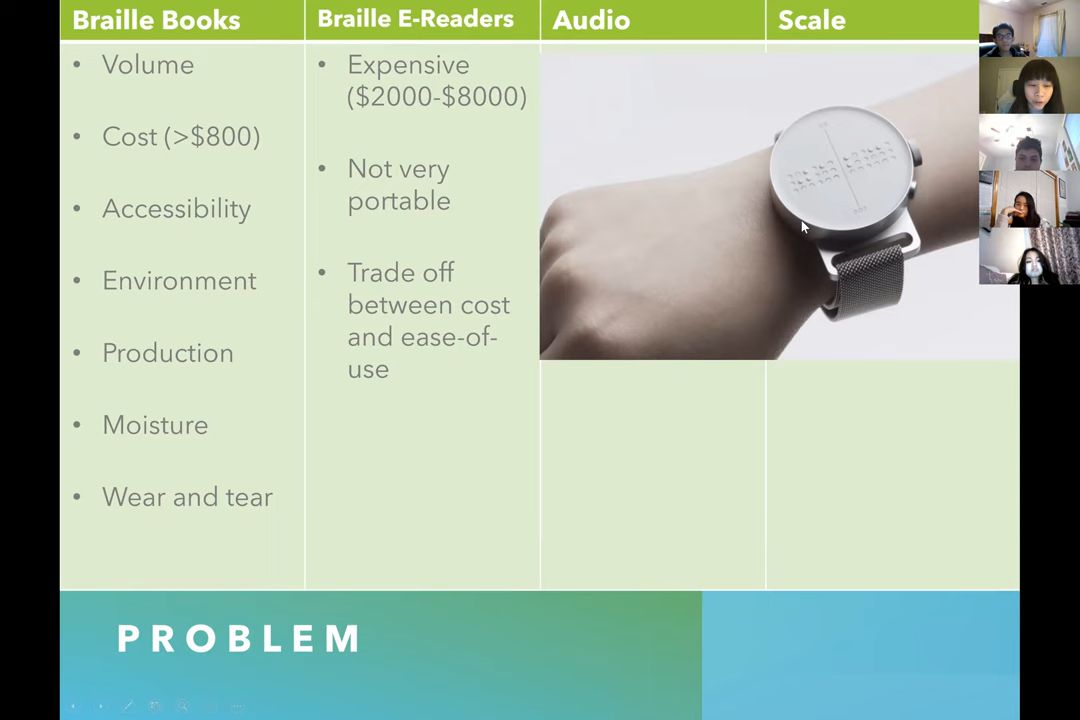 Braille Books
Braille E-Readers
Audio
Scale
• Volume
• Cost (>$800)
• Accessibility
• Environment
• Production
• Moisture
• Wear and tear
• Expensive
($2000-$8000)
• Not very
portable
• Trade off
between cost
and ease-of-
use
PROBLEM